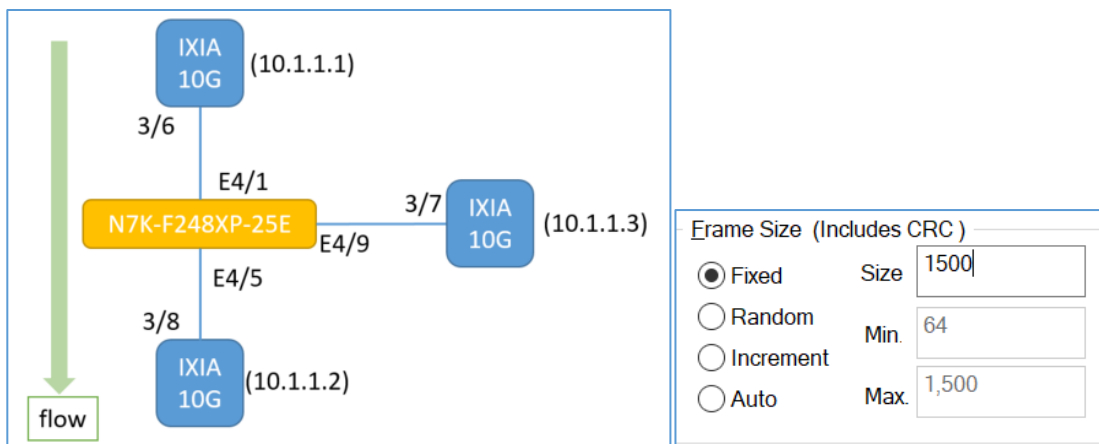 IXIA
10G
(10.1.1.1)
3/6
E4/1
N7K-F248XP-25E
E4/9
3/7
IXIA
10G
(10.1.1.3)
E4/5
3/8
IXIA
10G
(10.1.1.2)
flow
Frame Size (Includes CRC )
Fixed
Size
1500
Random
Min.
64
Increment
Auto
Max.
1,500